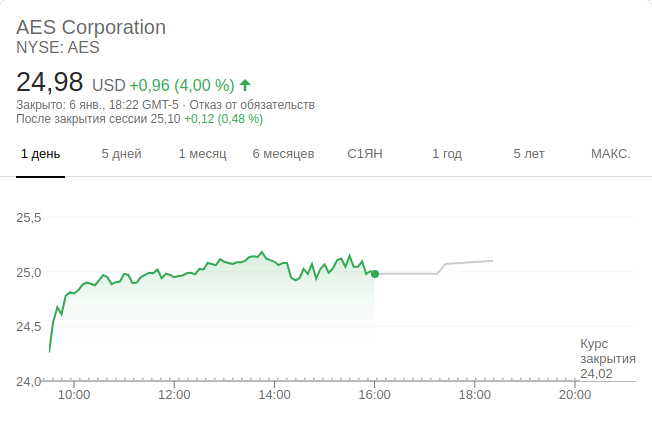 AES Corporation
NYSE: AES
24,98 USD +0,96 (4,00 %)
Закрыто: 6 янв., 18:22 GMT-5 · Отказ от обязательств
После закрытия сессии 25,10 +0,12 (0,48 %)
1 день 5 дней 1 месяц 6 месяцев С1ЯН 1 год 5 лет МАКС.
25,5
25,0
24,5
Курс
закрытия
24,02
24,0
10:00 12:00 14:00 16:00 18:00 20:00